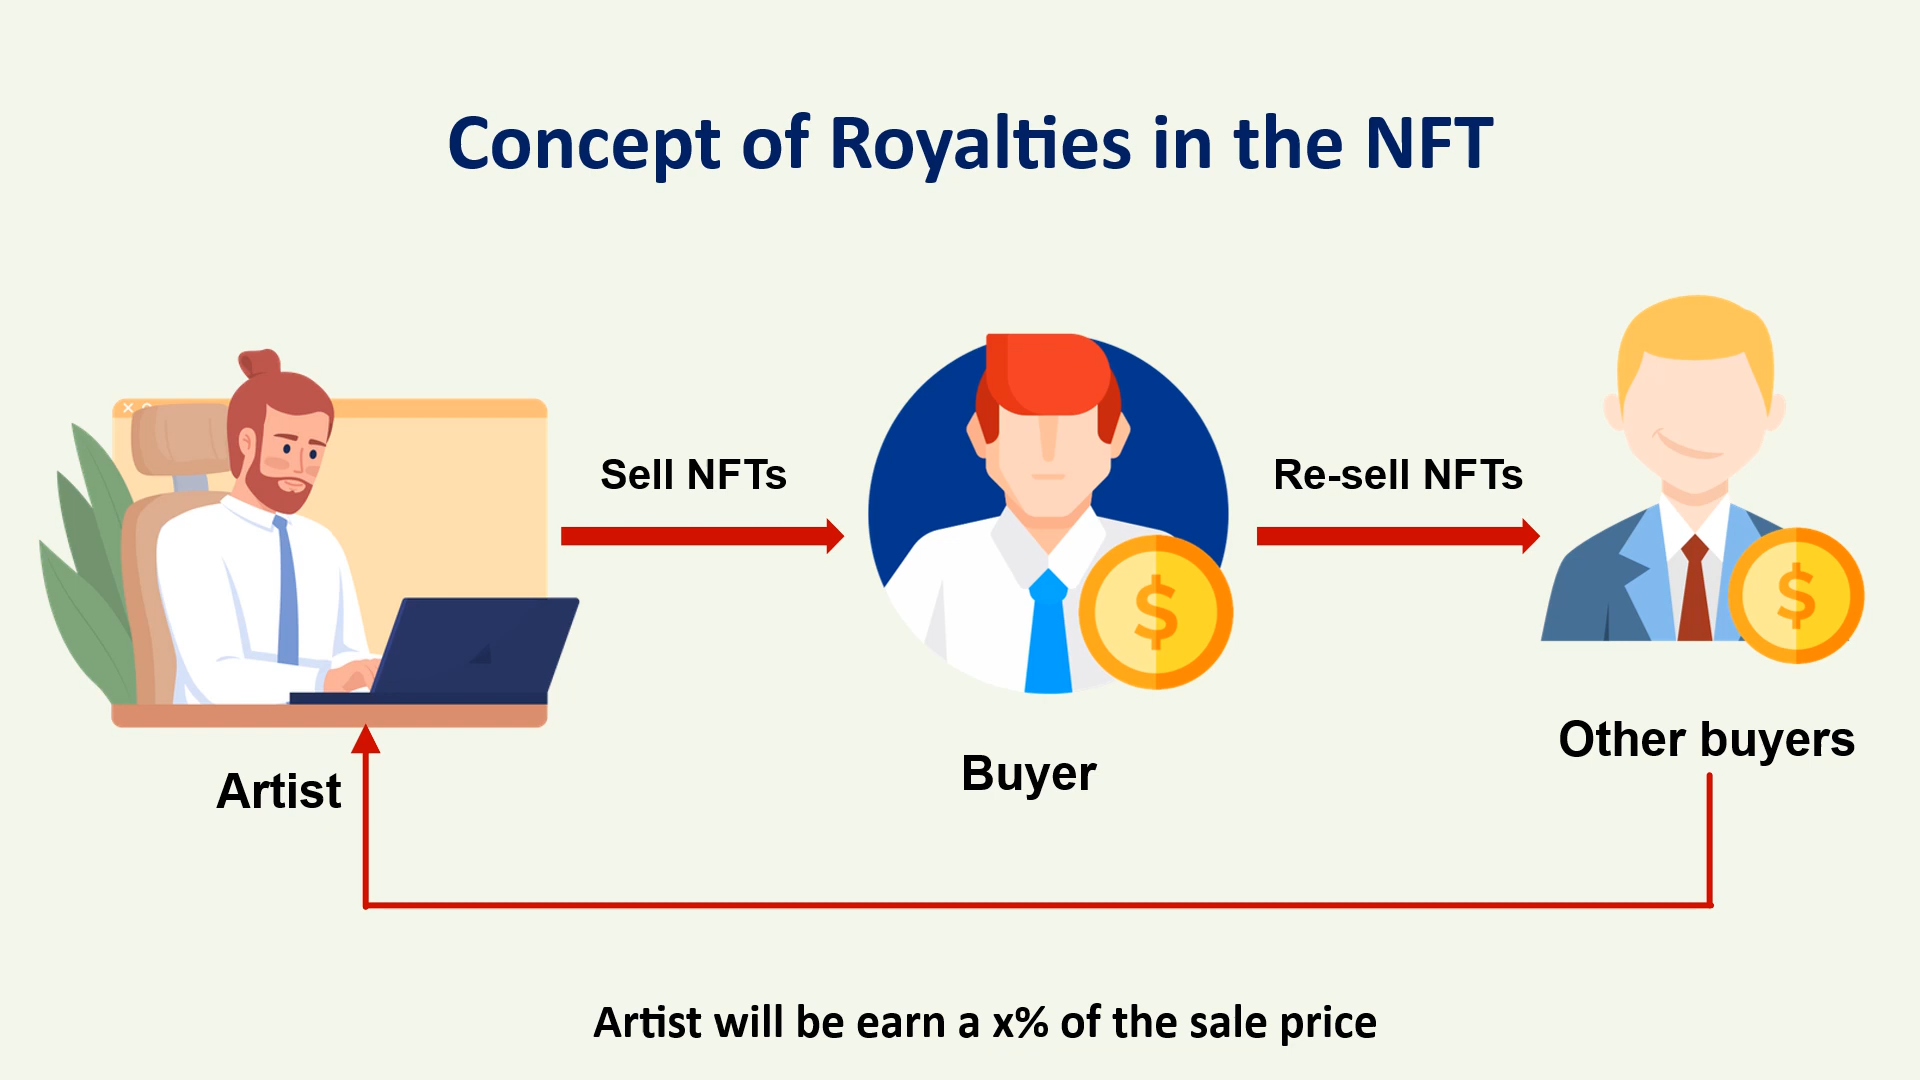 Concept of Royalties in the NFT
Sell NFTs
Re-sell NFTs
$
$
Artist
Buyer
Other buyers
Artist will be earn a x% of the sale price